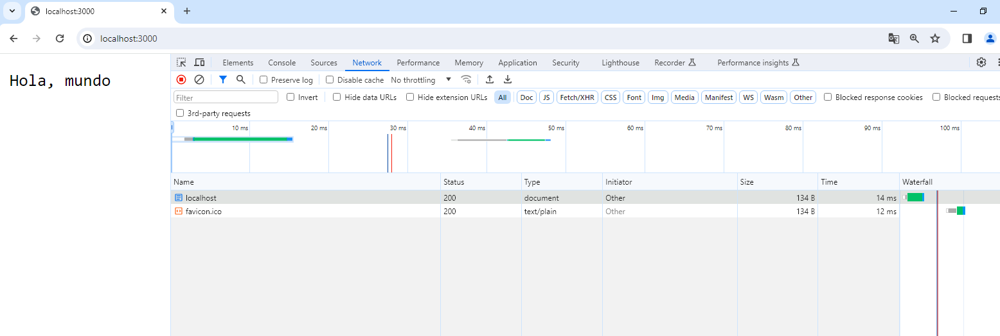 localhost:3000
localhost:3000
Hola, mundo
Elements Console Sources Network Performance Memory Application Security Lighthouse Recorder Performance insights
Preserve log Disable cache No throttling
Filter Invert Hide data URLs Hide extension URLs All Doc JS Fetch/XHR CSS Font Img Media Manifest WS Wasm Other Blocked response cookies Blocked requests
3rd-party requests
10 ms 20 ms 30 ms 40 ms 50 ms 60 ms 70 ms 80 ms 90 ms 100 ms
Name Status Type Initiator Size Time Waterfall
localhost 200 document Other 134 B 14 ms
favicon.ico 200 text/plain Other 134 B 12 ms